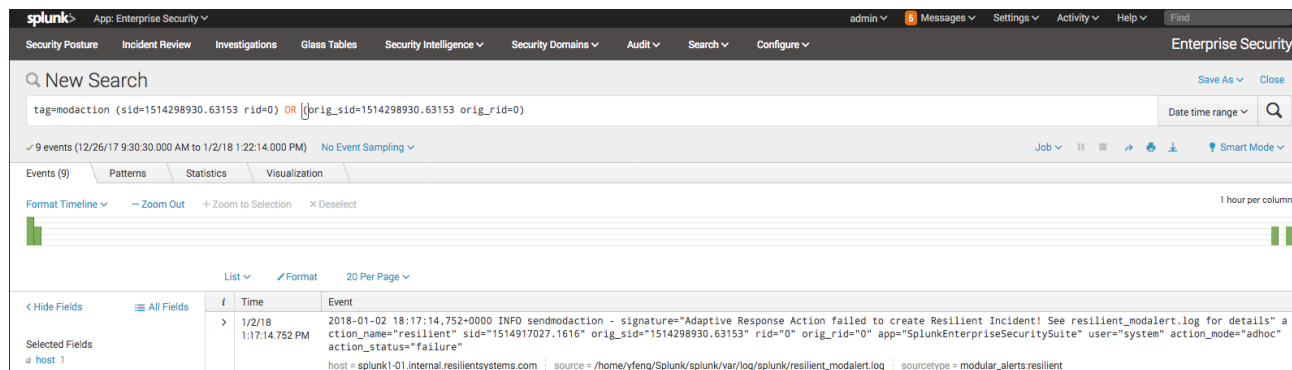 splunk> App: Enterprise Security admin 5 Messages Settings Activity Help Find
Security Posture Incident Review Investigations Glass Tables Security Intelligence Security Domains Audit Search Configure Enterprise Security
New Search Save As Close
tag=modaction (sid=1514298930.63153 rid=0) OR (orig_sid=1514298930.63153 orig_rid=0) Date time range
✓ 9 events (12/26/17 9:30:30.000 AM to 1/2/18 1:22:14.000 PM) No Event Sampling Job Smart Mode
Events (9) Patterns Statistics Visualization
Format Timeline — Zoom Out + Zoom to Selection × Deselect 1 hour per column
List Format 20 Per Page
< Hide Fields All Fields i Time Event
> 1/2/18 2018-01-02 18:17:14,752+0000 INFO sendmodaction - signature="Adaptive Response Action failed to create Resilient Incident! See resilient_modalert.log for details" a
1:17:14.752 PM ction_name="resilient" sid="1514917027.1616" orig_sid="1514298930.63153" rid="0" orig_rid="0" app="SplunkEnterpriseSecuritySuite" user="system" action_mode="adhoc"
Selected Fields action_status="failure"
a host 1 host = splunk1-01.internal.resilientsystems.com source = /home/yfeng/Splunk/splunk/var/log/splunk/resilient_modalert.log sourcetype = modular_alerts:resilient